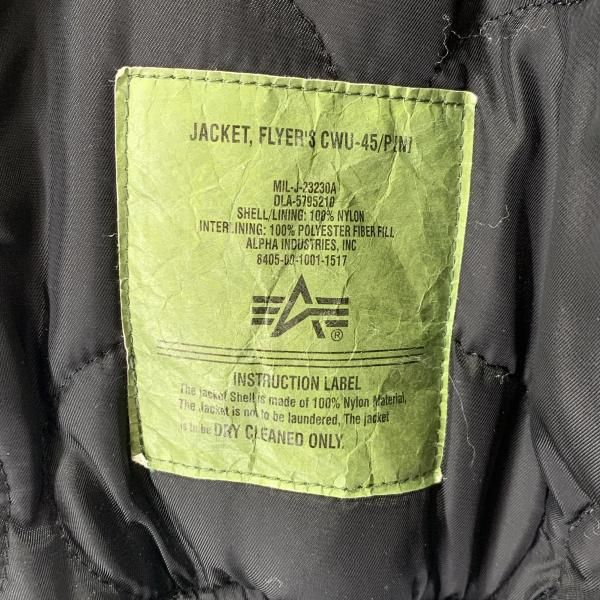 JACKET, FLYER'S CWU-45/P(N)
MIL-J-23230A
DLA-5795210
SHELL/LINING: 100% NYLON
INTERLINING: 100% POLYESTER FIBER FILL
ALPHA INDUSTRIES, INC
8405-00-1001-1517
®
INSTRUCTION LABEL
The jacket Shell is made of 100% Nylon Material,
The Jacket is not to be laundered, The jacket
is to be DRY CLEANED ONLY.